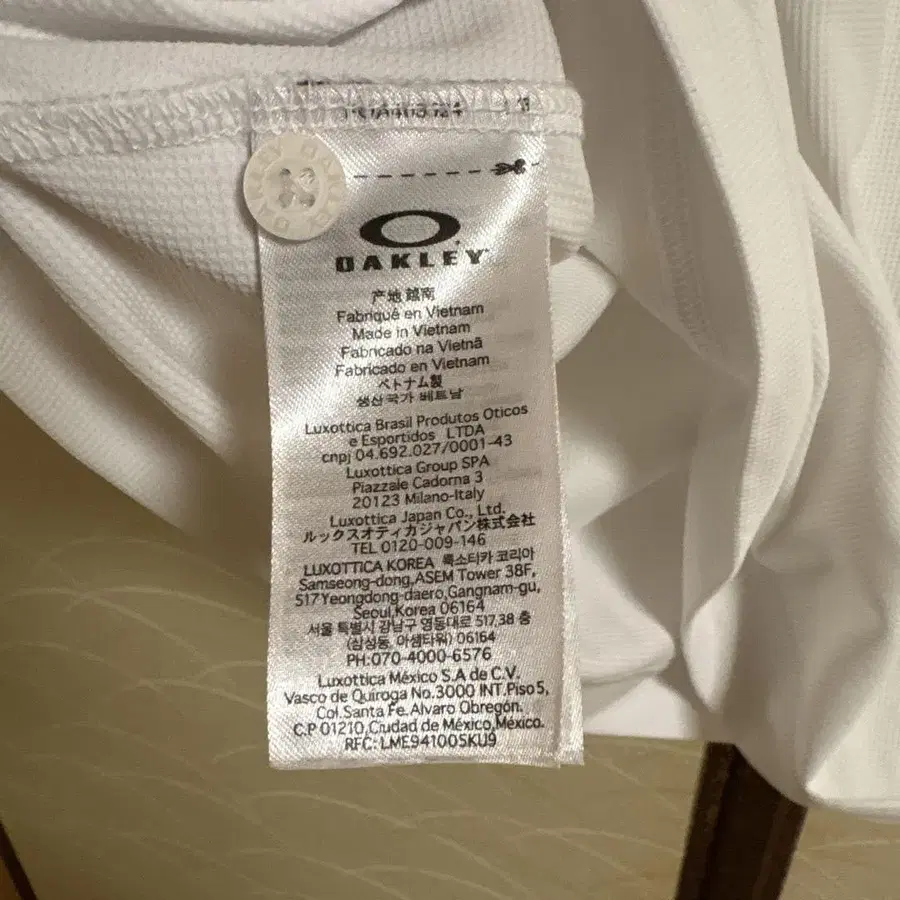 OAKLEY
OAKLEY
产地 越南
Fabriqué en Vietnam
Made in Vietnam
Fabricado na Vietnã
Fabricado en Vietnam
ベトナム製
생산국가 베트남
Luxottica Brasil Produtos Oticos
e Esportidos LTDA
cnpj 04.692.027/0001-43
Luxottica Group SPA
Piazzale Cadorna 3
20123 Milano-Italy
Luxottica Japan Co., Ltd.
ルックスオティカジャパン株式会社
TEL 0120-009-146
LUXOTTICA KOREA 룩소티카 코리아
Samseong-dong,ASEM Tower 38F,
517Yeongdong-daero,Gangnam-gu,
Seoul,Korea 06164
서울 특별시 강남구 영동대로 517,38 층
(삼성동, 아셈타워) 06164
PH:070-4000-6576
Luxottica México S.A de C.V.
Vasco de Quiroga No.3000 INT.Piso5,
Col.Santa Fe.Alvaro Obregón.
C.P 01210,Ciudad de México,México.
RFC: LME94100SKU9